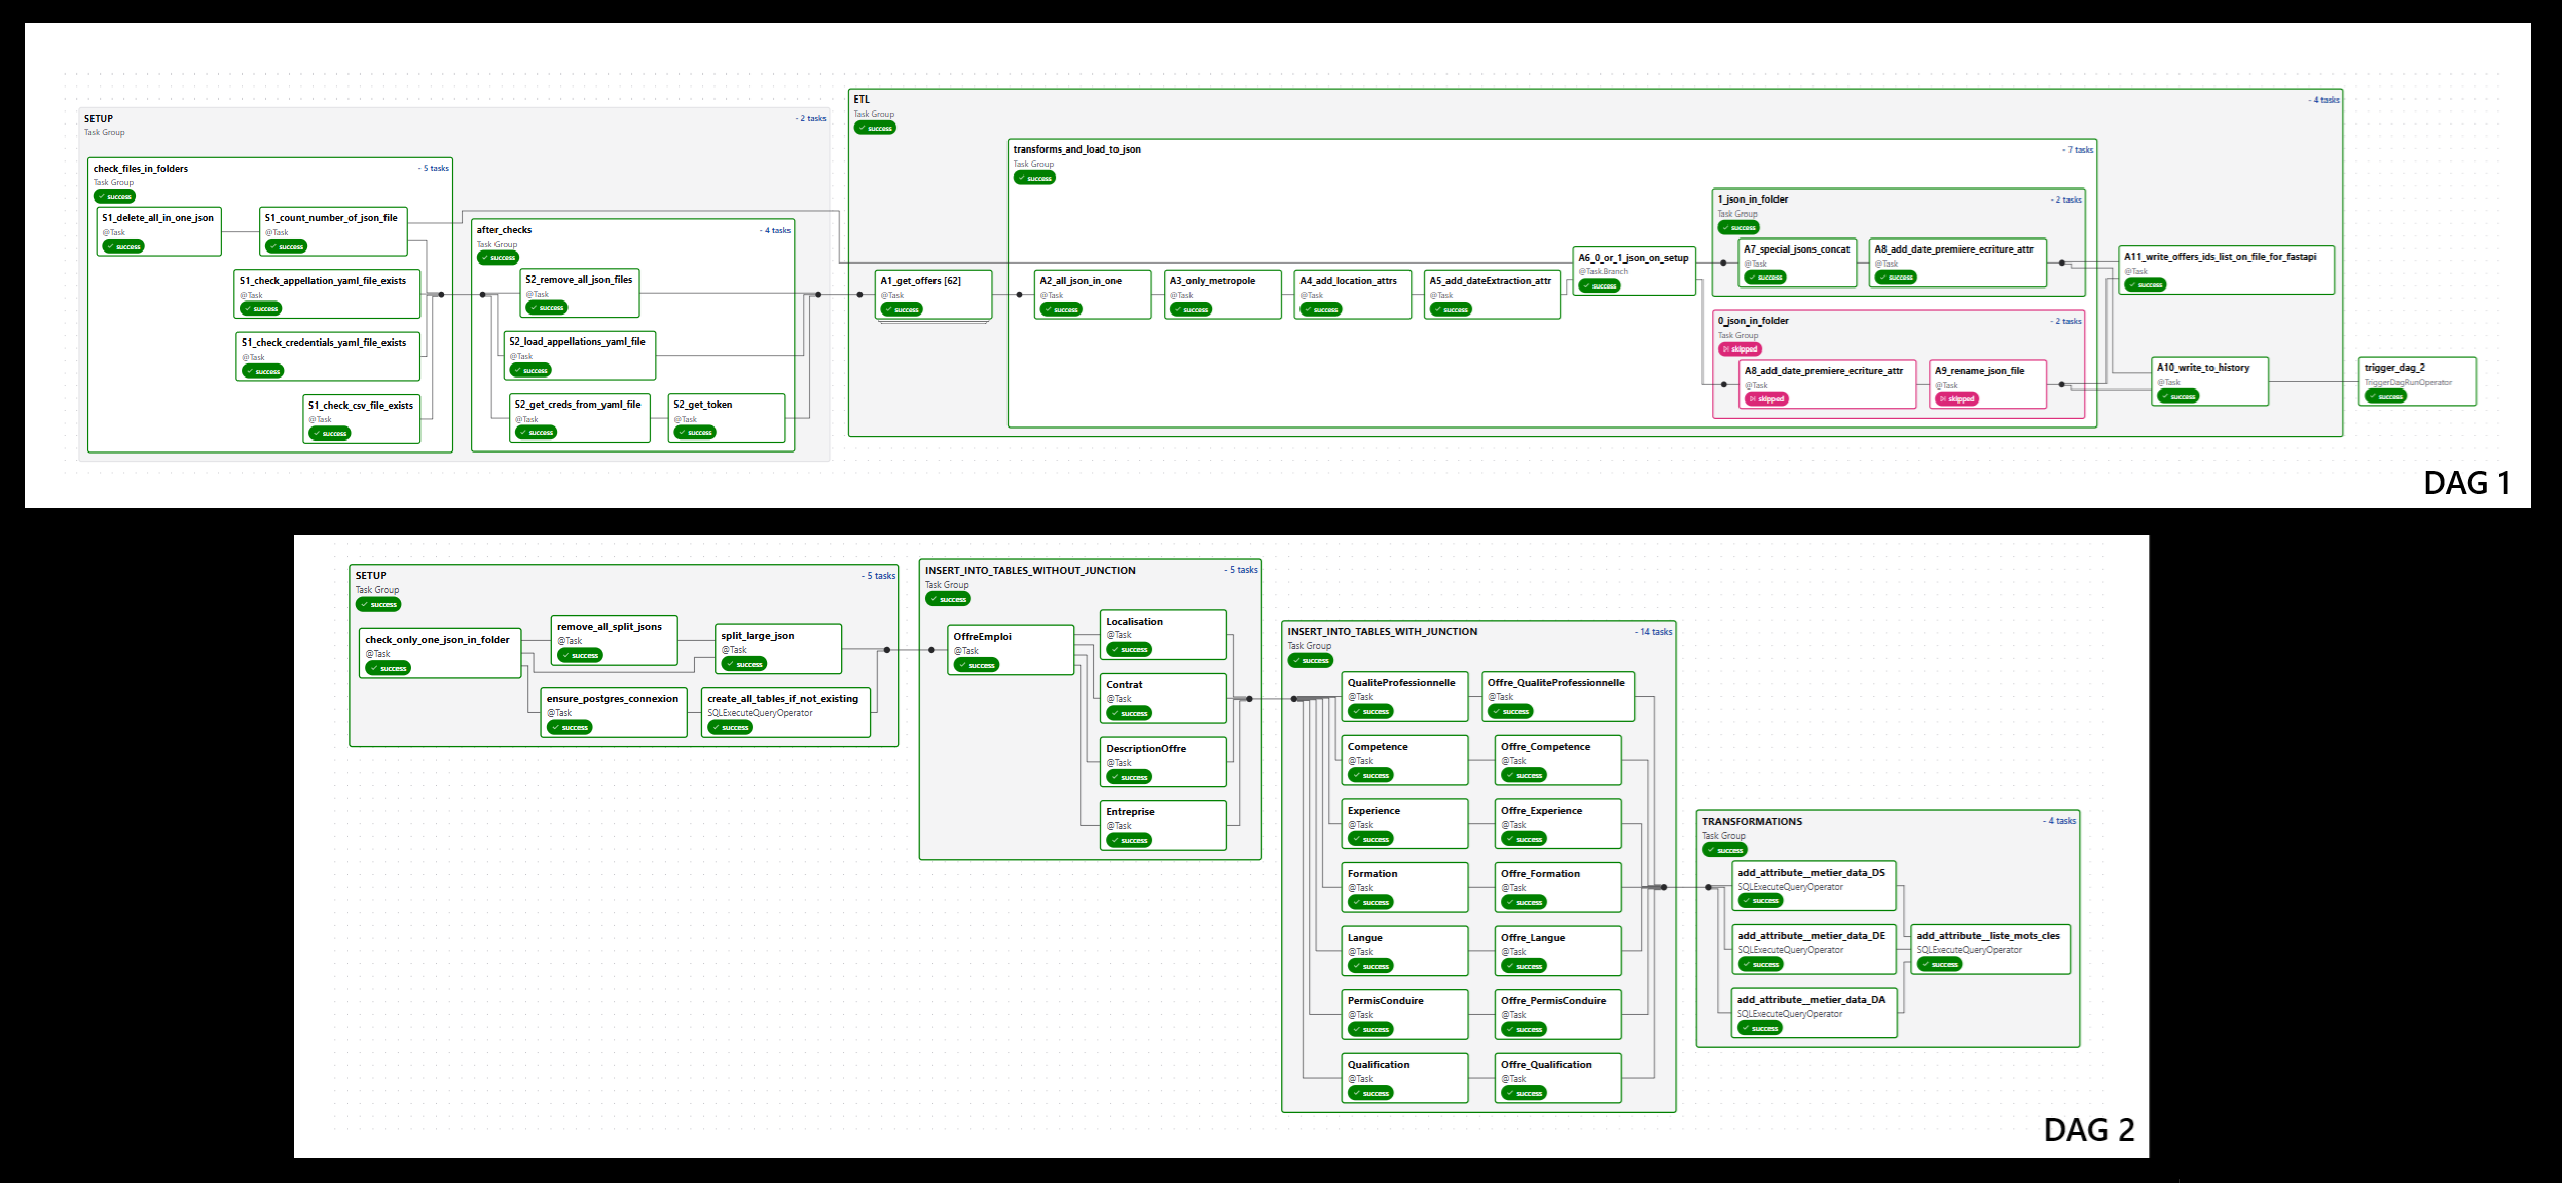 SETUP
- 2 tasks
Task Group
check_files_in_folders
- 5 tasks
Task Group
success
S1_delete_all_in_one_json
@Task
success
S1_count_number_of_json_file
@Task
success
S1_check_appellation_yaml_file_exists
@Task
success
S1_check_credentials_yaml_file_exists
@Task
success
S1_check_csv_file_exists
@Task
success
after_checks
- 4 tasks
Task Group
success
S2_remove_all_json_files
@Task
success
S2_load_appellations_yaml_file
@Task
success
S2_get_creds_from_yaml_file
@Task
success
S2_get_token
@Task
success
ETL
- 4 tasks
Task Group
success
A1_get_offers [62]
@Task
success
transforms_and_load_to_json
- 7 tasks
Task Group
success
A2_all_json_in_one
@Task
success
A3_only_metropole
@Task
success
A4_add_location_attrs
@Task
success
A5_add_dateExtraction_attr
@Task
success
A6_0_or_1_json_on_setup
@Task.Branch
success
1_json_in_folder
- 2 tasks
Task Group
success
A7_special_jsons_concat
@Task
success
A8_add_date_premiere_ecriture_attr
@Task
success
0_json_in_folder
- 2 tasks
Task Group
skipped
A8_add_date_premiere_ecriture_attr
@Task
skipped
A9_rename_json_file
@Task
skipped
A11_write_offers_ids_list_on_file_for_fastapi
@Task
success
A10_write_to_history
@Task
success
trigger_dag_2
TriggerDagRunOperator
success
DAG 1
SETUP
- 5 tasks
Task Group
success
check_only_one_json_in_folder
@Task
success
remove_all_split_jsons
@Task
success
split_large_json
@Task
success
ensure_postgres_connexion
@Task
success
create_all_tables_if_not_existing
SQLExecuteQueryOperator
success
INSERT_INTO_TABLES_WITHOUT_JUNCTION
- 5 tasks
Task Group
success
OffreEmploi
@Task
success
Localisation
@Task
success
Contrat
@Task
success
DescriptionOffre
@Task
success
Entreprise
@Task
success
INSERT_INTO_TABLES_WITH_JUNCTION
- 14 tasks
Task Group
success
QualiteProfessionnelle
@Task
success
Offre_QualiteProfessionnelle
@Task
success
Competence
@Task
success
Offre_Competence
@Task
success
Experience
@Task
success
Offre_Experience
@Task
success
Formation
@Task
success
Offre_Formation
@Task
success
Langue
@Task
success
Offre_Langue
@Task
success
PermisConduire
@Task
success
Offre_PermisConduire
@Task
success
Qualification
@Task
success
Offre_Qualification
@Task
success
TRANSFORMATIONS
- 4 tasks
Task Group
success
add_attribute__metier_data_DS
SQLExecuteQueryOperator
success
add_attribute__metier_data_DE
SQLExecuteQueryOperator
success
add_attribute__metier_data_DA
SQLExecuteQueryOperator
success
add_attribute__liste_mots_cles
SQLExecuteQueryOperator
success
DAG 2